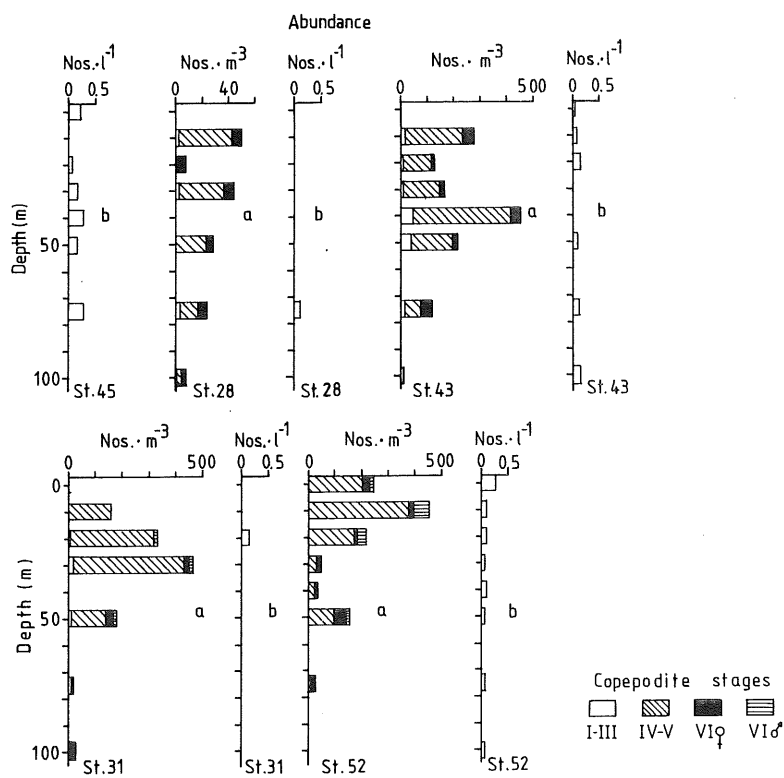 Abundance
Nos.·l⁻¹ Nos.·m⁻³ Nos.·l⁻¹ Nos.·m⁻³ Nos.·l⁻¹
0 0.5 0 40 0 0.5 0 500 0 0.5
b a b a b
50
100
Depth (m)
St.45 St.28 St.28 St.43 St.43
Nos.·m⁻³ Nos.·l⁻¹ Nos.·m⁻³ Nos.·l⁻¹
0 500 0 0.5 0 500 0 0.5
0
a b a b
50
100
Depth (m)
St.31 St.31 St.52 St.52
Copepodite stages
I-III IV-V VI♀ VI♂